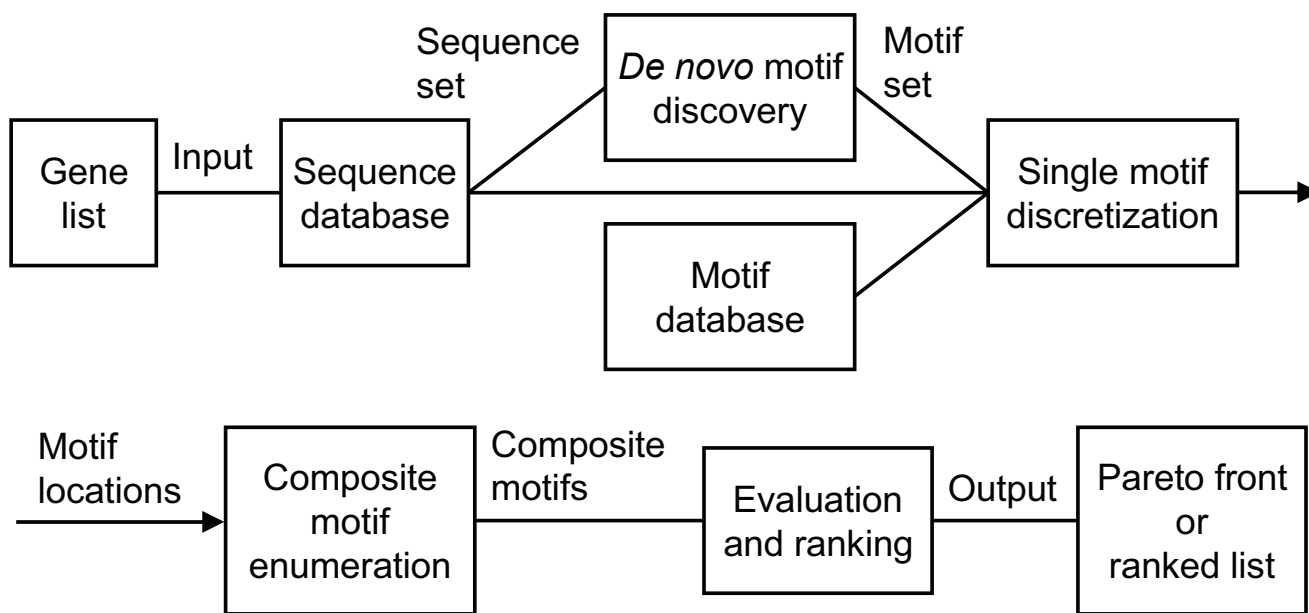 Gene
list
Input
Sequence
database
Sequence
set
De novo motif
discovery
Motif
set
Motif
database
Single motif
discretization
Motif
locations
Composite
motif
enumeration
Composite
motifs
Evaluation
and ranking
Output
Pareto front
or
ranked list